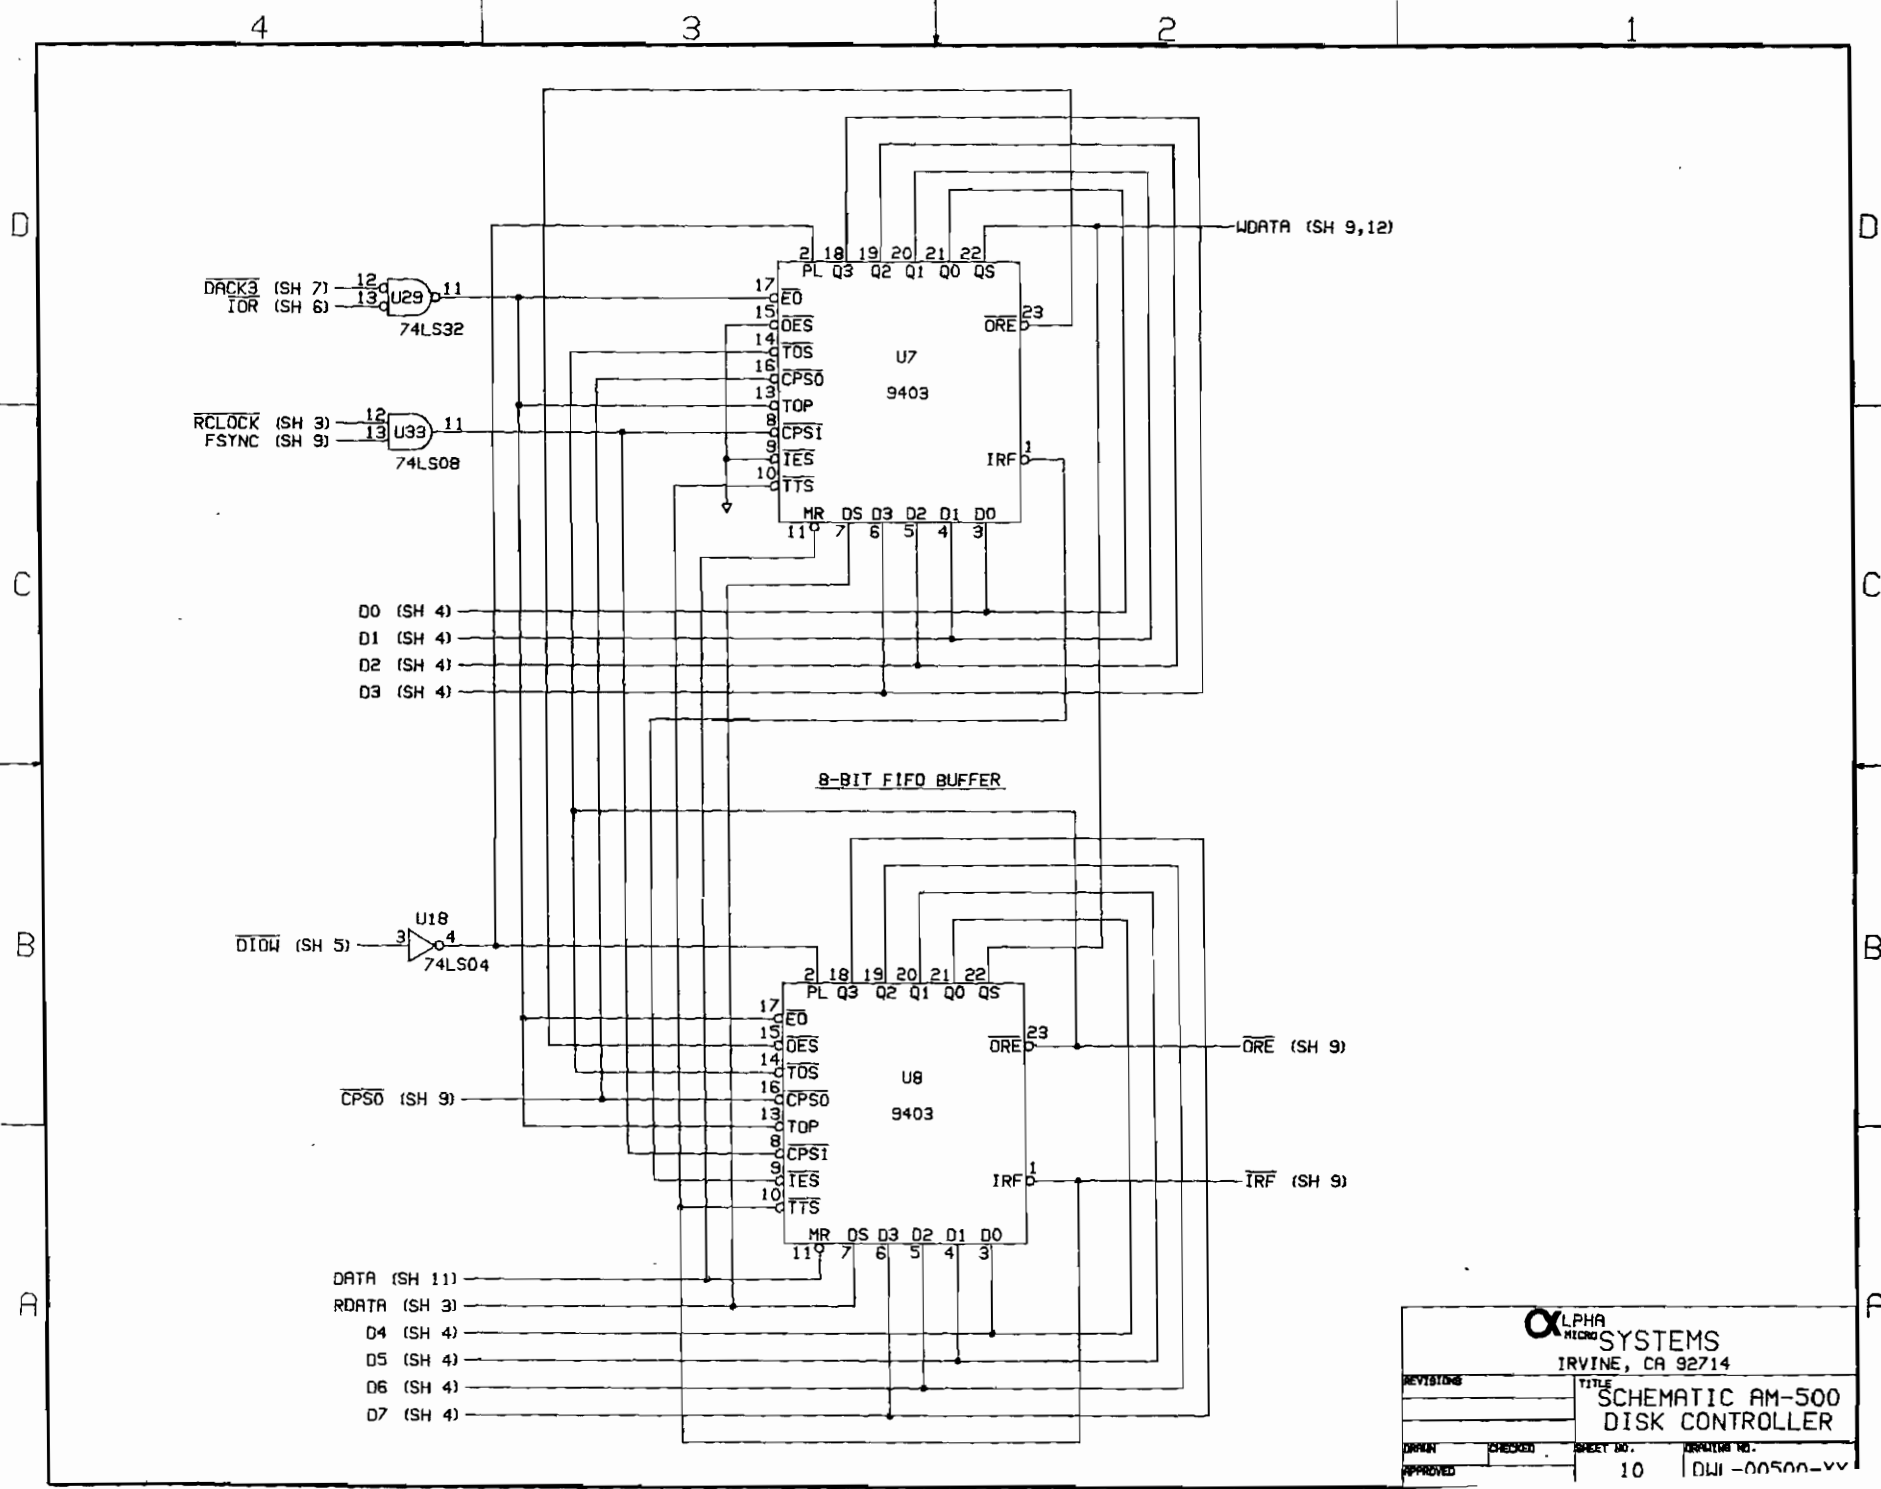 4 3 2 1
D D
2 18 19 20 21 22
PL Q3 Q2 Q1 Q0 QS
WDATA (SH 9,12)
DACK3 (SH 7) 12
IOR (SH 6) 13
U29 11
74LS32
17 EO
15 OES
14 TOS
16 CPSO
13 TOP
8 CPSI
9 IES
10 TTS
ORE 23
U7
9403
IRF 1
RCLOCK (SH 3) 12
FSYNC (SH 9) 13
U33 11
74LS08
MR DS D3 D2 D1 D0
11 7 6 5 4 3
C C
D0 (SH 4)
D1 (SH 4)
D2 (SH 4)
D3 (SH 4)
8-BIT FIFO BUFFER
U18
B B
DIOW (SH 5) 3 4
74LS04
2 18 19 20 21 22
PL Q3 Q2 Q1 Q0 QS
17 EO
15 OES
14 TOS
16 CPSO
13 TOP
8 CPSI
9 IES
10 TTS
ORE 23
ORE (SH 9)
U8
9403
CPSO (SH 9)
IRF 1
IRF (SH 9)
MR DS D3 D2 D1 D0
11 7 6 5 4 3
DATA (SH 11)
RDATA (SH 3)
A A
D4 (SH 4)
D5 (SH 4)
D6 (SH 4)
D7 (SH 4)
αLPHA
MICRO SYSTEMS
IRVINE, CA 92714
REVISIONS
TITLE
SCHEMATIC AM-500
DISK CONTROLLER
DRAWN CHECKED SHEET NO. DRAWING NO.
APPROVED 10 DWL-00500-XX